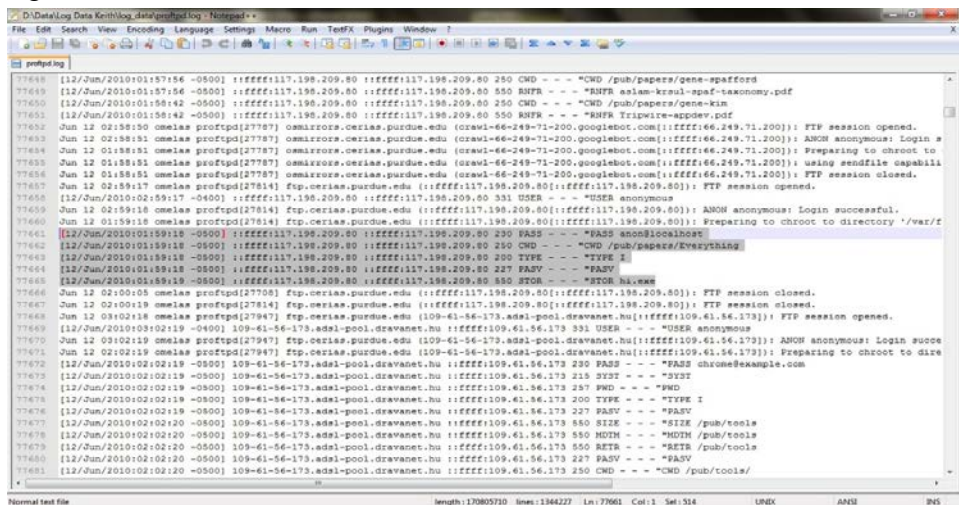 D:\Data\Log Data Keith\log_data\proftpd.log - Notepad++
File Edit Search View Encoding Language Settings Macro Run TextFX Plugins Window ?
X
proftpd.log
77648 [12/Jun/2010:01:57:56 -0500] ::ffff:117.198.209.80 ::ffff:117.198.209.80 250 CWD - - - "CWD /pub/papers/gene-spafford
77650 [12/Jun/2010:01:57:56 -0500] ::ffff:117.198.209.80 ::ffff:117.198.209.80 550 RNFR - - - "RNFR aslam-krsul-spaf-taxonomy.pdf
77650 [12/Jun/2010:01:58:42 -0500] ::ffff:117.198.209.80 ::ffff:117.198.209.80 250 CWD - - - "CWD /pub/papers/gene-kim
77651 [12/Jun/2010:01:58:42 -0500] ::ffff:117.198.209.80 ::ffff:117.198.209.80 550 RNFR - - - "RNFR Tripwire-appdev.pdf
77652 Jun 12 02:58:50 omelas proftpd[27787] osmirrors.cerias.purdue.edu (crawl-66-249-71-200.googlebot.com[::ffff:66.249.71.200]): FTP session opened.
77653 Jun 12 02:58:51 omelas proftpd[27787] osmirrors.cerias.purdue.edu (crawl-66-249-71-200.googlebot.com[::ffff:66.249.71.200]): ANON anonymous: Login s
77654 Jun 12 01:58:51 omelas proftpd[27787] osmirrors.cerias.purdue.edu (crawl-66-249-71-200.googlebot.com[::ffff:66.249.71.200]): Preparing to chroot to
77655 Jun 12 01:58:51 omelas proftpd[27787] osmirrors.cerias.purdue.edu (crawl-66-249-71-200.googlebot.com[::ffff:66.249.71.200]): using sendfile capabili
77656 Jun 12 01:58:51 omelas proftpd[27787] osmirrors.cerias.purdue.edu (crawl-66-249-71-200.googlebot.com[::ffff:66.249.71.200]): FTP session closed.
77657 Jun 12 02:59:17 omelas proftpd[27814] ftp.cerias.purdue.edu (::ffff:117.198.209.80[::ffff:117.198.209.80]): FTP session opened.
77658 [12/Jun/2010:02:59:17 -0400] ::ffff:117.198.209.80 ::ffff:117.198.209.80 331 USER - - - "USER anonymous
77659 Jun 12 02:59:18 omelas proftpd[27814] ftp.cerias.purdue.edu (::ffff:117.198.209.80[::ffff:117.198.209.80]): ANON anonymous: Login successful.
77660 Jun 12 01:59:18 omelas proftpd[27814] ftp.cerias.purdue.edu (::ffff:117.198.209.80[::ffff:117.198.209.80]): Preparing to chroot to directory '/var/f
77661 [12/Jun/2010:01:59:18 -0500] ::ffff:117.198.209.80 ::ffff:117.198.209.80 230 PASS - - - "PASS anon@localhost
77662 [12/Jun/2010:01:59:18 -0500] ::ffff:117.198.209.80 ::ffff:117.198.209.80 250 CWD - - - "CWD /pub/papers/Everything
77663 [12/Jun/2010:01:59:18 -0500] ::ffff:117.198.209.80 ::ffff:117.198.209.80 200 TYPE - - - "TYPE I
77664 [12/Jun/2010:01:59:18 -0500] ::ffff:117.198.209.80 ::ffff:117.198.209.80 227 PASV - - - "PASV
77665 [12/Jun/2010:01:59:18 -0500] ::ffff:117.198.209.80 ::ffff:117.198.209.80 550 STOR - - - "STOR hi.exe
77666 Jun 12 02:00:05 omelas proftpd[27708] ftp.cerias.purdue.edu (::ffff:117.198.209.80[::ffff:117.198.209.80]): FTP session closed.
77667 Jun 12 02:00:19 omelas proftpd[27814] ftp.cerias.purdue.edu (::ffff:117.198.209.80[::ffff:117.198.209.80]): FTP session closed.
77668 Jun 12 03:02:18 omelas proftpd[27947] ftp.cerias.purdue.edu (109-61-56-173.adsl-pool.dravanet.hu[::ffff:109.61.56.173]): FTP session opened.
77669 [12/Jun/2010:03:02:19 -0400] 109-61-56-173.adsl-pool.dravanet.hu ::ffff:109.61.56.173 331 USER - - - "USER anonymous
77670 Jun 12 03:02:19 omelas proftpd[27947] ftp.cerias.purdue.edu (109-61-56-173.adsl-pool.dravanet.hu[::ffff:109.61.56.173]): ANON anonymous: Login succe
77671 Jun 12 02:02:19 omelas proftpd[27947] ftp.cerias.purdue.edu (109-61-56-173.adsl-pool.dravanet.hu[::ffff:109.61.56.173]): Preparing to chroot to dire
77672 [12/Jun/2010:02:02:19 -0500] 109-61-56-173.adsl-pool.dravanet.hu ::ffff:109.61.56.173 230 PASS - - - "PASS chrome@example.com
77673 [12/Jun/2010:02:02:19 -0500] 109-61-56-173.adsl-pool.dravanet.hu ::ffff:109.61.56.173 215 SYST - - - "SYST
77674 [12/Jun/2010:02:02:19 -0500] 109-61-56-173.adsl-pool.dravanet.hu ::ffff:109.61.56.173 257 PWD - - - "PWD
77675 [12/Jun/2010:02:02:19 -0500] 109-61-56-173.adsl-pool.dravanet.hu ::ffff:109.61.56.173 200 TYPE - - - "TYPE I
77676 [12/Jun/2010:02:02:19 -0500] 109-61-56-173.adsl-pool.dravanet.hu ::ffff:109.61.56.173 227 PASV - - - "PASV
77678 [12/Jun/2010:02:02:20 -0500] 109-61-56-173.adsl-pool.dravanet.hu ::ffff:109.61.56.173 550 SIZE - - - "SIZE /pub/tools
77678 [12/Jun/2010:02:02:20 -0500] 109-61-56-173.adsl-pool.dravanet.hu ::ffff:109.61.56.173 550 MDTM - - - "MDTM /pub/tools
77679 [12/Jun/2010:02:02:20 -0500] 109-61-56-173.adsl-pool.dravanet.hu ::ffff:109.61.56.173 550 RETR - - - "RETR /pub/tools
77680 [12/Jun/2010:02:02:20 -0500] 109-61-56-173.adsl-pool.dravanet.hu ::ffff:109.61.56.173 227 PASV - - - "PASV
77681 [12/Jun/2010:02:02:20 -0500] 109-61-56-173.adsl-pool.dravanet.hu ::ffff:109.61.56.173 250 CWD - - - "CWD /pub/tools/
Normal text file length : 170805710 lines : 1344227 Ln : 77661 Col : 1 Sel : 514 UNIX ANSI INS